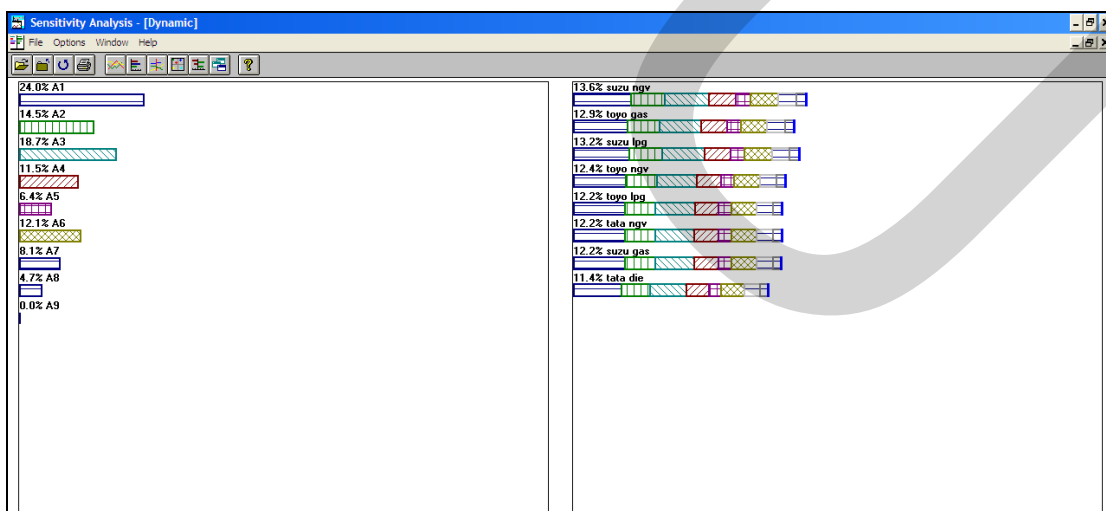 Sensitivity Analysis - [Dynamic]
File Options Window Help
24.0% A1
14.5% A2
18.7% A3
11.5% A4
6.4% A5
12.1% A6
8.1% A7
4.7% A8
0.0% A9
13.6% suzu ngv
12.9% toyo gas
13.2% suzu lpg
12.4% toyo ngv
12.2% toyo lpg
12.2% tata ngv
12.2% suzu gas
11.4% tata die